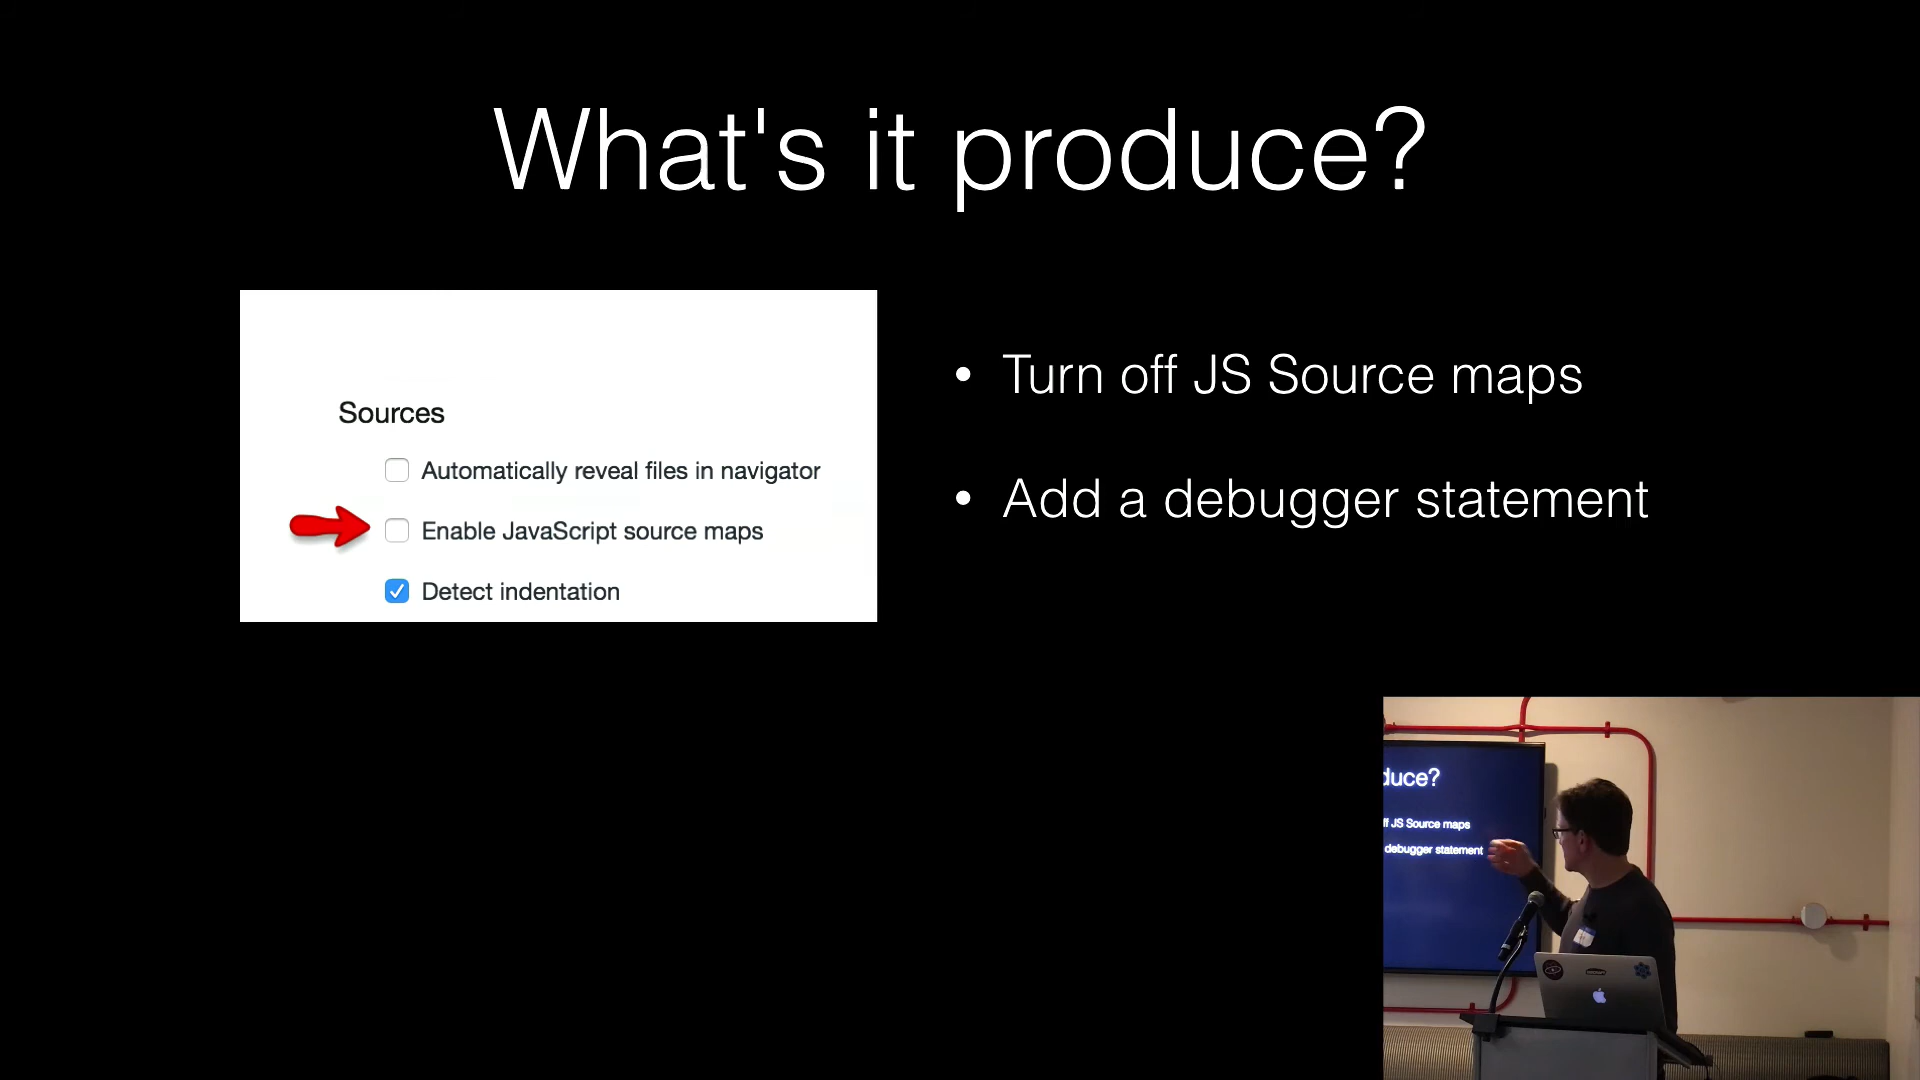 What's it produce?
Sources
Automatically reveal files in navigator
Enable JavaScript source maps
Detect indentation
• Turn off JS Source maps
• Add a debugger statement
duce?
ff JS Source maps
debugger statement